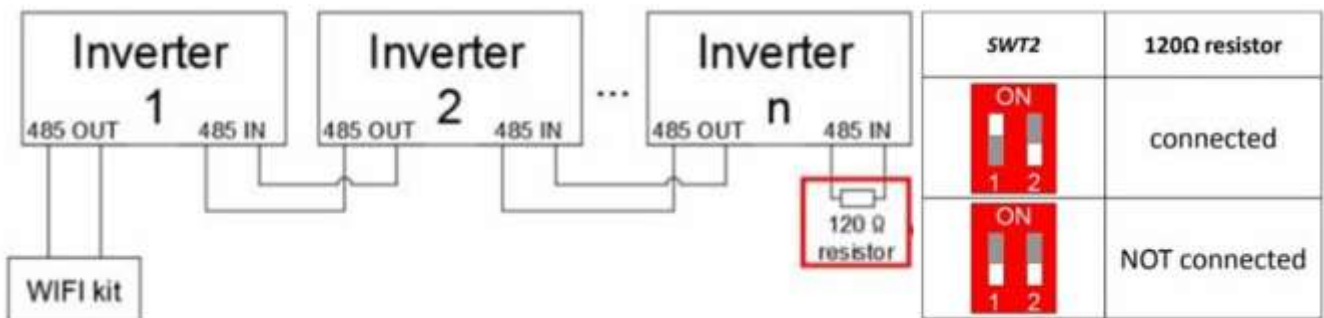 Inverter
1
485 OUT
485 IN
Inverter
2
485 OUT
485 IN
...
Inverter
n
485 OUT
485 IN
120 Ω
resistor
WIFI kit
SWT2
120Ω resistor
ON
1 2
connected
ON
1 2
NOT connected